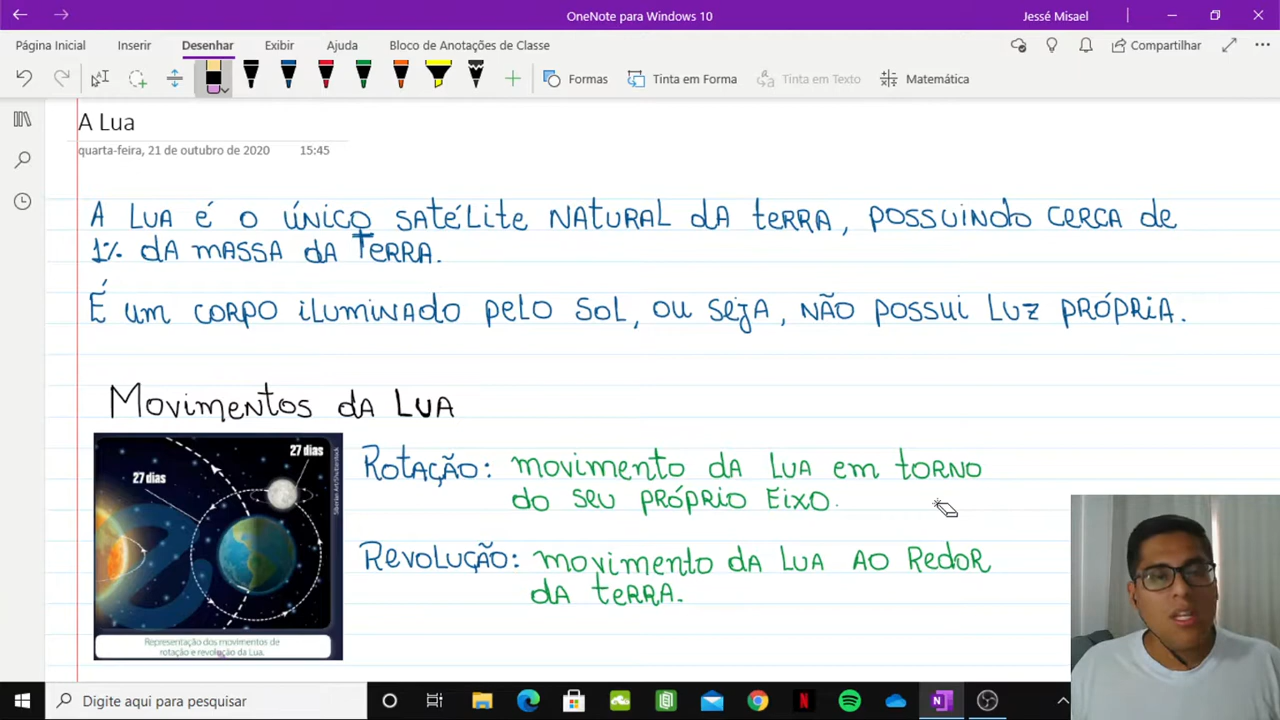 OneNote para Windows 10
Jessé Misael
Página Inicial Inserir Desenhar Exibir Ajuda Bloco de Anotações de Classe
Compartilhar
Formas Tinta em Forma Tinta em Texto Matemática
A Lua
quarta-feira, 21 de outubro de 2020 15:45
A LUA é o único satélite NATURAL dA teRRA, possuindo ceRCA de
1% dA MASSA dA TeRRA.
É um corpo iluminado pelo Sol, ou sejA, NÃO possui Luz PRÓPRIA.
Movimentos dA LUA
27 dias
27 dias
Siberian Art/Shutterstock
Representação dos movimentos de
rotação e revolução da Lua.
Rotação: movimento dA LUA em toRNO
do seu próprio Eixo.
Revolução: movimento dA LUA AO RedoR
dA teRRA.
Digite aqui para pesquisar